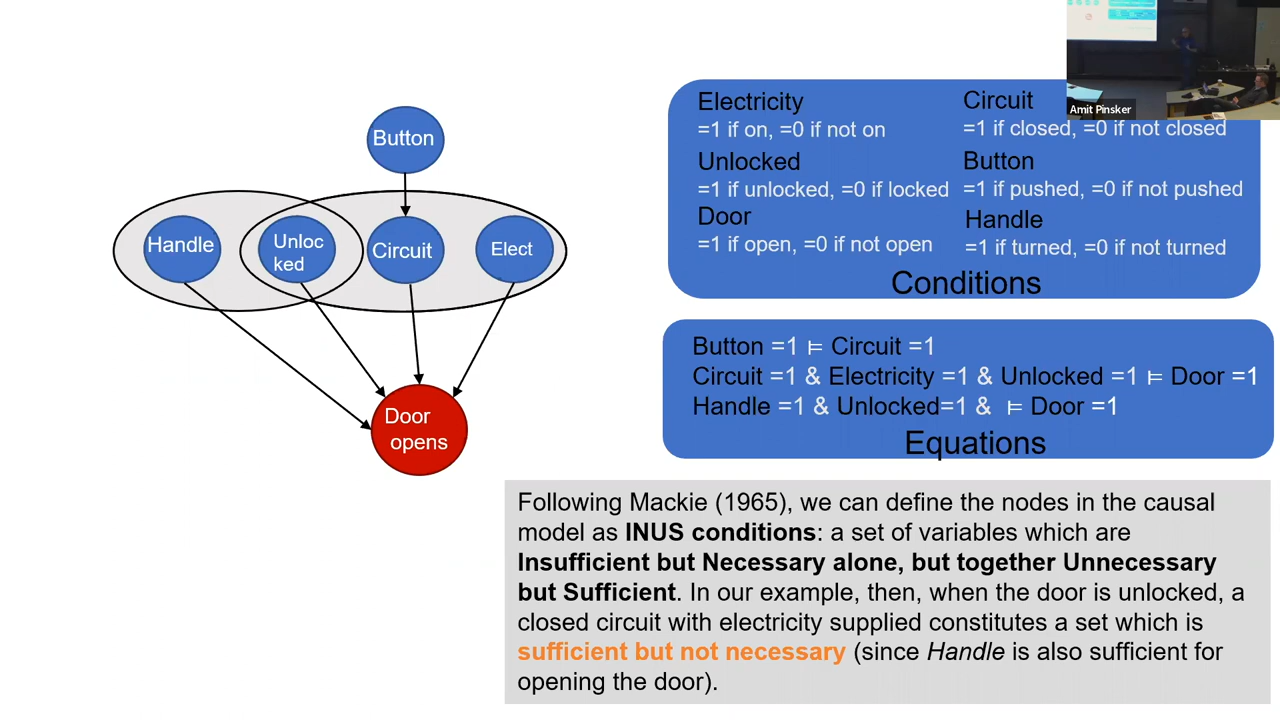 Button
Handle
Unloc
ked
Circuit
Elect
Door
opens
Electricity
=1 if on, =0 if not on
Unlocked
=1 if unlocked, =0 if locked
Door
=1 if open, =0 if not open
Circuit
=1 if closed, =0 if not closed
Button
=1 if pushed, =0 if not pushed
Handle
=1 if turned, =0 if not turned
Conditions
Button =1 ⊨ Circuit =1
Circuit =1 & Electricity =1 & Unlocked =1 ⊨ Door =1
Handle =1 & Unlocked=1 & ⊨ Door =1
Equations
Following Mackie (1965), we can define the nodes in the causal
model as INUS conditions: a set of variables which are
Insufficient but Necessary alone, but together Unnecessary
but Sufficient. In our example, then, when the door is unlocked, a
closed circuit with electricity supplied constitutes a set which is
sufficient but not necessary (since Handle is also sufficient for
opening the door).
Amit Pinsker